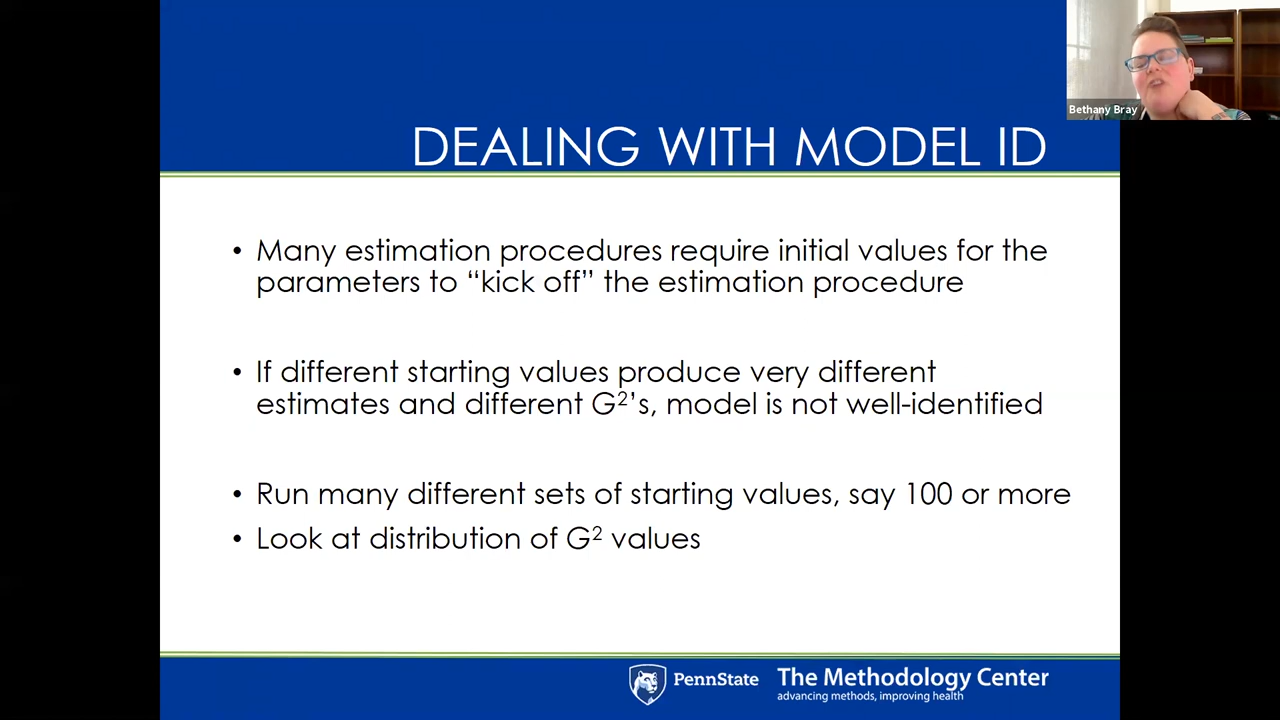 Bethany Bray
DEALING WITH MODEL ID
• Many estimation procedures require initial values for the
parameters to “kick off” the estimation procedure
• If different starting values produce very different
estimates and different G²’s, model is not well-identified
• Run many different sets of starting values, say 100 or more
• Look at distribution of G² values
PennState
The Methodology Center
advancing methods, improving health